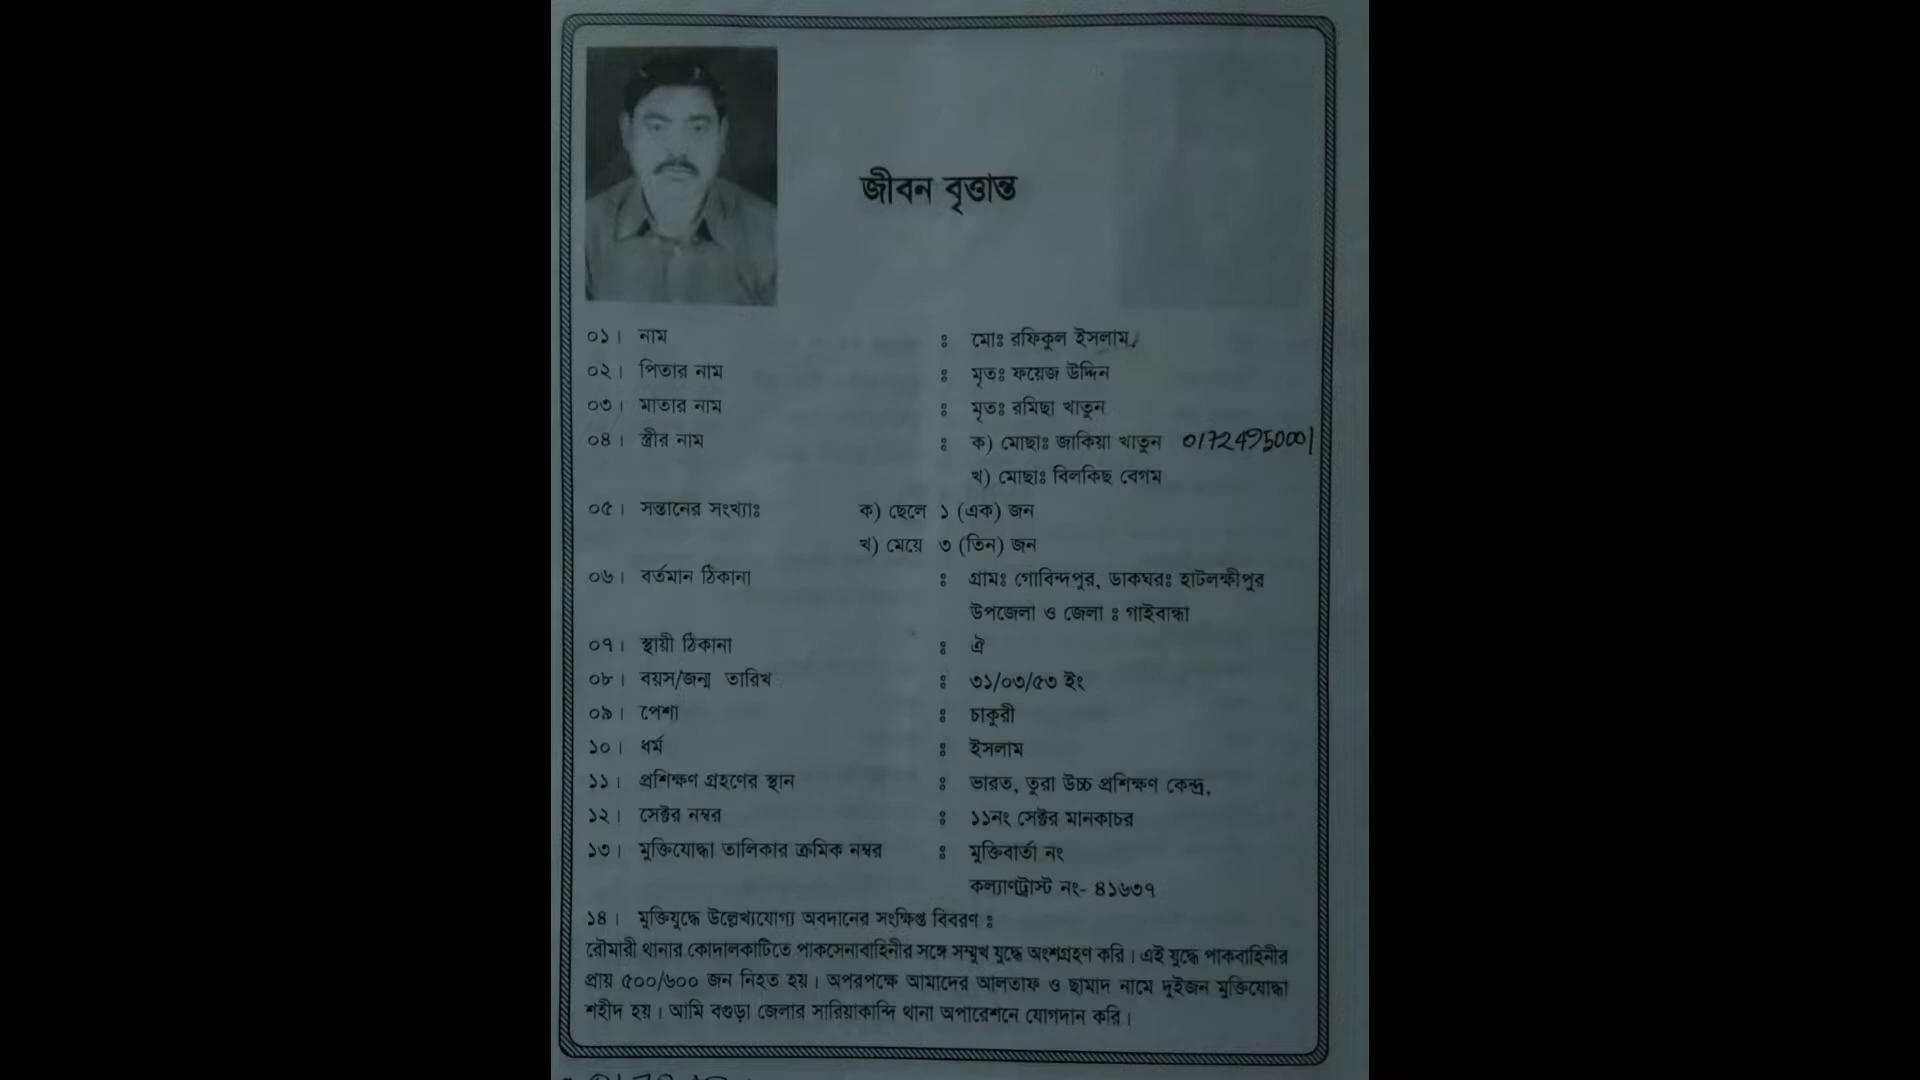 জীবন বৃত্তান্ত
০১। নাম ঃ মোঃ রফিকুল ইসলাম
০২। পিতার নাম ঃ মৃতঃ ফয়েজ উদ্দিন
০৩। মাতার নাম ঃ মৃতঃ রমিছা খাতুন
০৪। স্ত্রীর নাম ঃ ক) মোছাঃ জাকিয়া খাতুন 01724950001
খ) মোছাঃ বিলকিছ বেগম
০৫। সন্তানের সংখ্যাঃ ক) ছেলে ১ (এক) জন
খ) মেয়ে ৩ (তিন) জন
০৬। বর্তমান ঠিকানা ঃ গ্রামঃ গোবিন্দপুর, ডাকঘরঃ হাটলক্ষীপুর
উপজেলা ও জেলা ঃ গাইবান্ধা
০৭। স্থায়ী ঠিকানা ঃ ঐ
০৮। বয়স/জন্ম তারিখ ঃ ৩১/০৩/৫৩ ইং
০৯। পেশা ঃ চাকুরী
১০। ধর্ম ঃ ইসলাম
১১। প্রশিক্ষণ গ্রহণের স্থান ঃ ভারত, তুরা উচ্চ প্রশিক্ষণ কেন্দ্র,
১২। সেক্টর নম্বর ঃ ১১নং সেক্টর মানকাচর
১৩। মুক্তিযোদ্ধা তালিকার ক্রমিক নম্বর ঃ মুক্তিবার্তা নং
কল্যাণট্রাস্ট নং- ৪১৬৩৭
১৪। মুক্তিযুদ্ধে উল্লেখ্যযোগ্য অবদানের সংক্ষিপ্ত বিবরণ ঃ
রৌমারী থানার কোদালকাটিতে পাকসেনাবাহিনীর সঙ্গে সম্মুখ যুদ্ধে অংশগ্রহণ করি। এই যুদ্ধে পাকবাহিনীর
প্রায় ৫০০/৬০০ জন নিহত হয়। অপরপক্ষে আমাদের আলতাফ ও ছামাদ নামে দুইজন মুক্তিযোদ্ধা
শহীদ হয়। আমি বগুড়া জেলার সারিয়াকান্দি থানা অপারেশনে যোগদান করি।